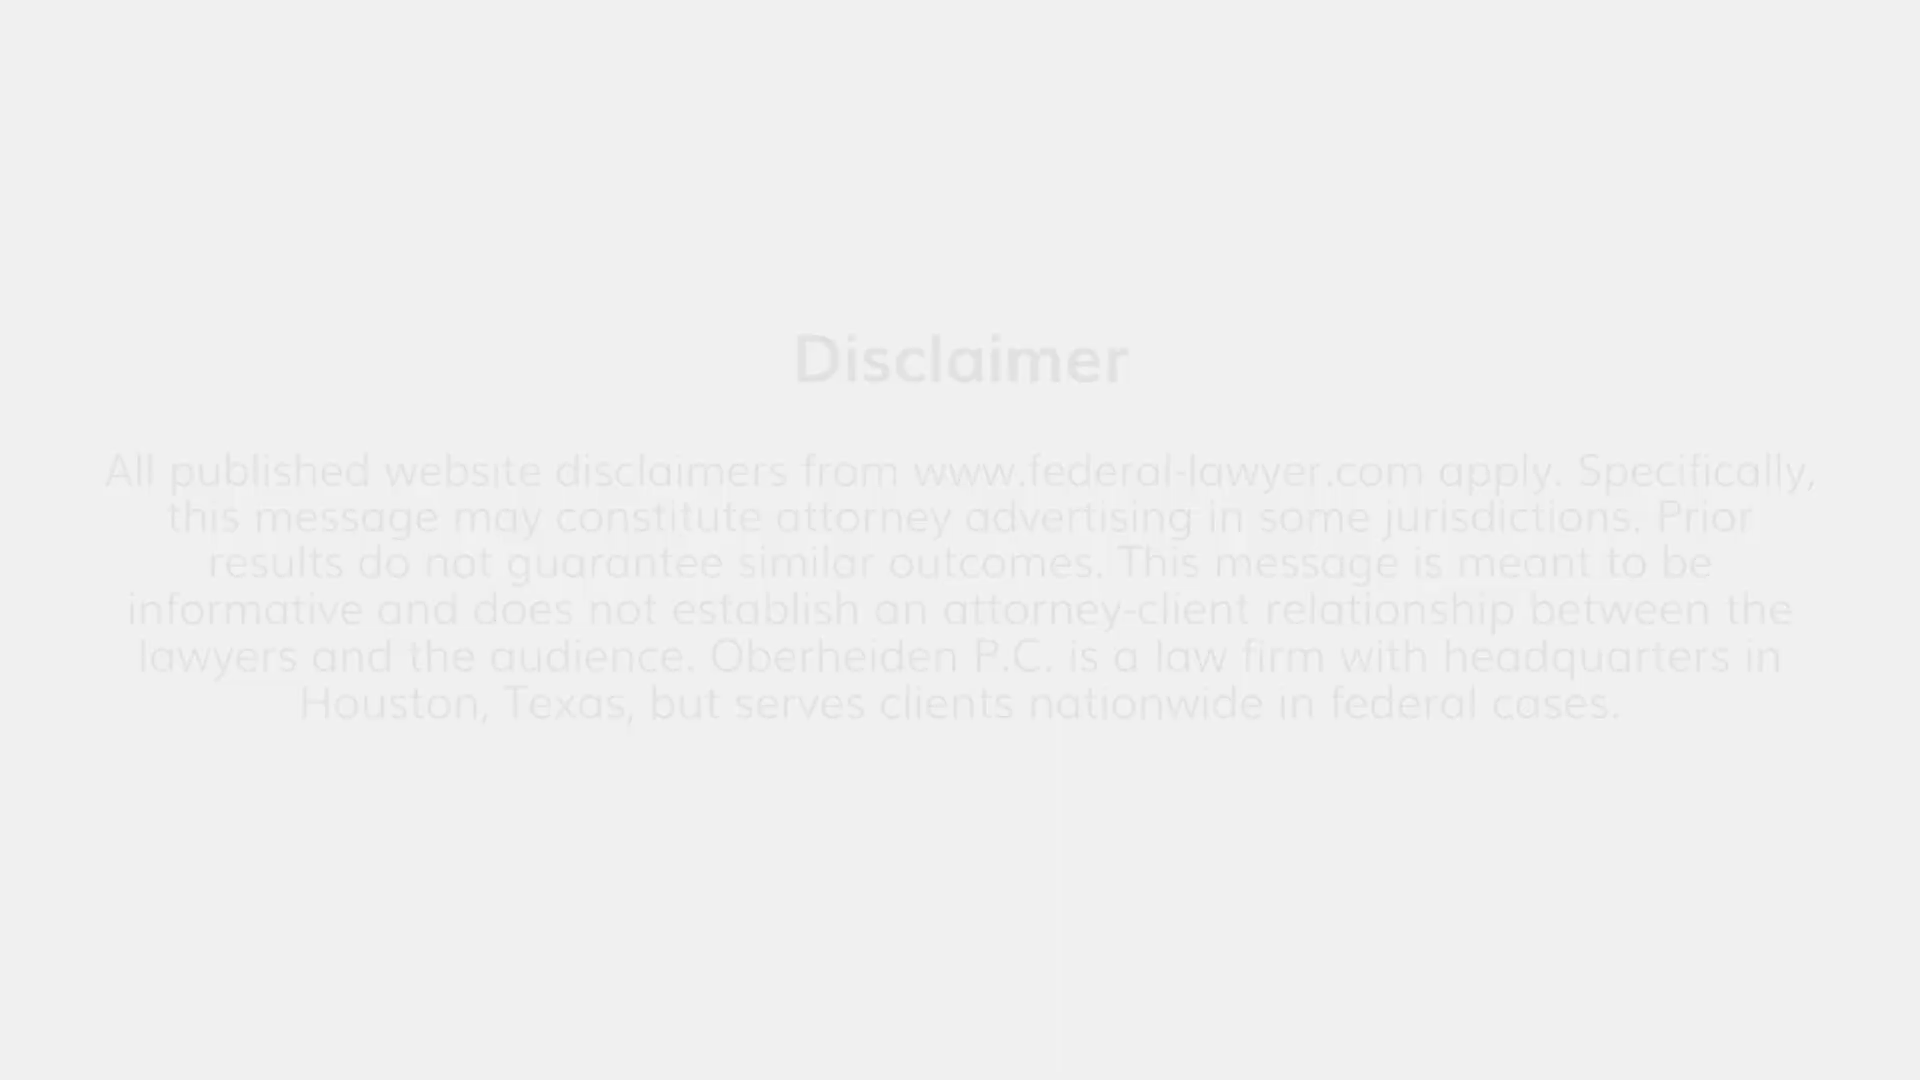 Disclaimer
All published website disclaimers from www.federal-lawyer.com apply. Specifically,
this message may constitute attorney advertising in some jurisdictions. Prior
results do not guarantee similar outcomes. This message is meant to be
informative and does not establish an attorney-client relationship between the
lawyers and the audience. Oberheiden P.C. is a law firm with headquarters in
Houston, Texas, but serves clients nationwide in federal cases.